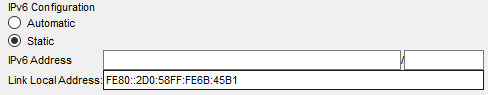 IPv6 Configuration
Automatic
Static
IPv6 Address /
Link Local Address: FE80::2D0:58FF:FE6B:45B1